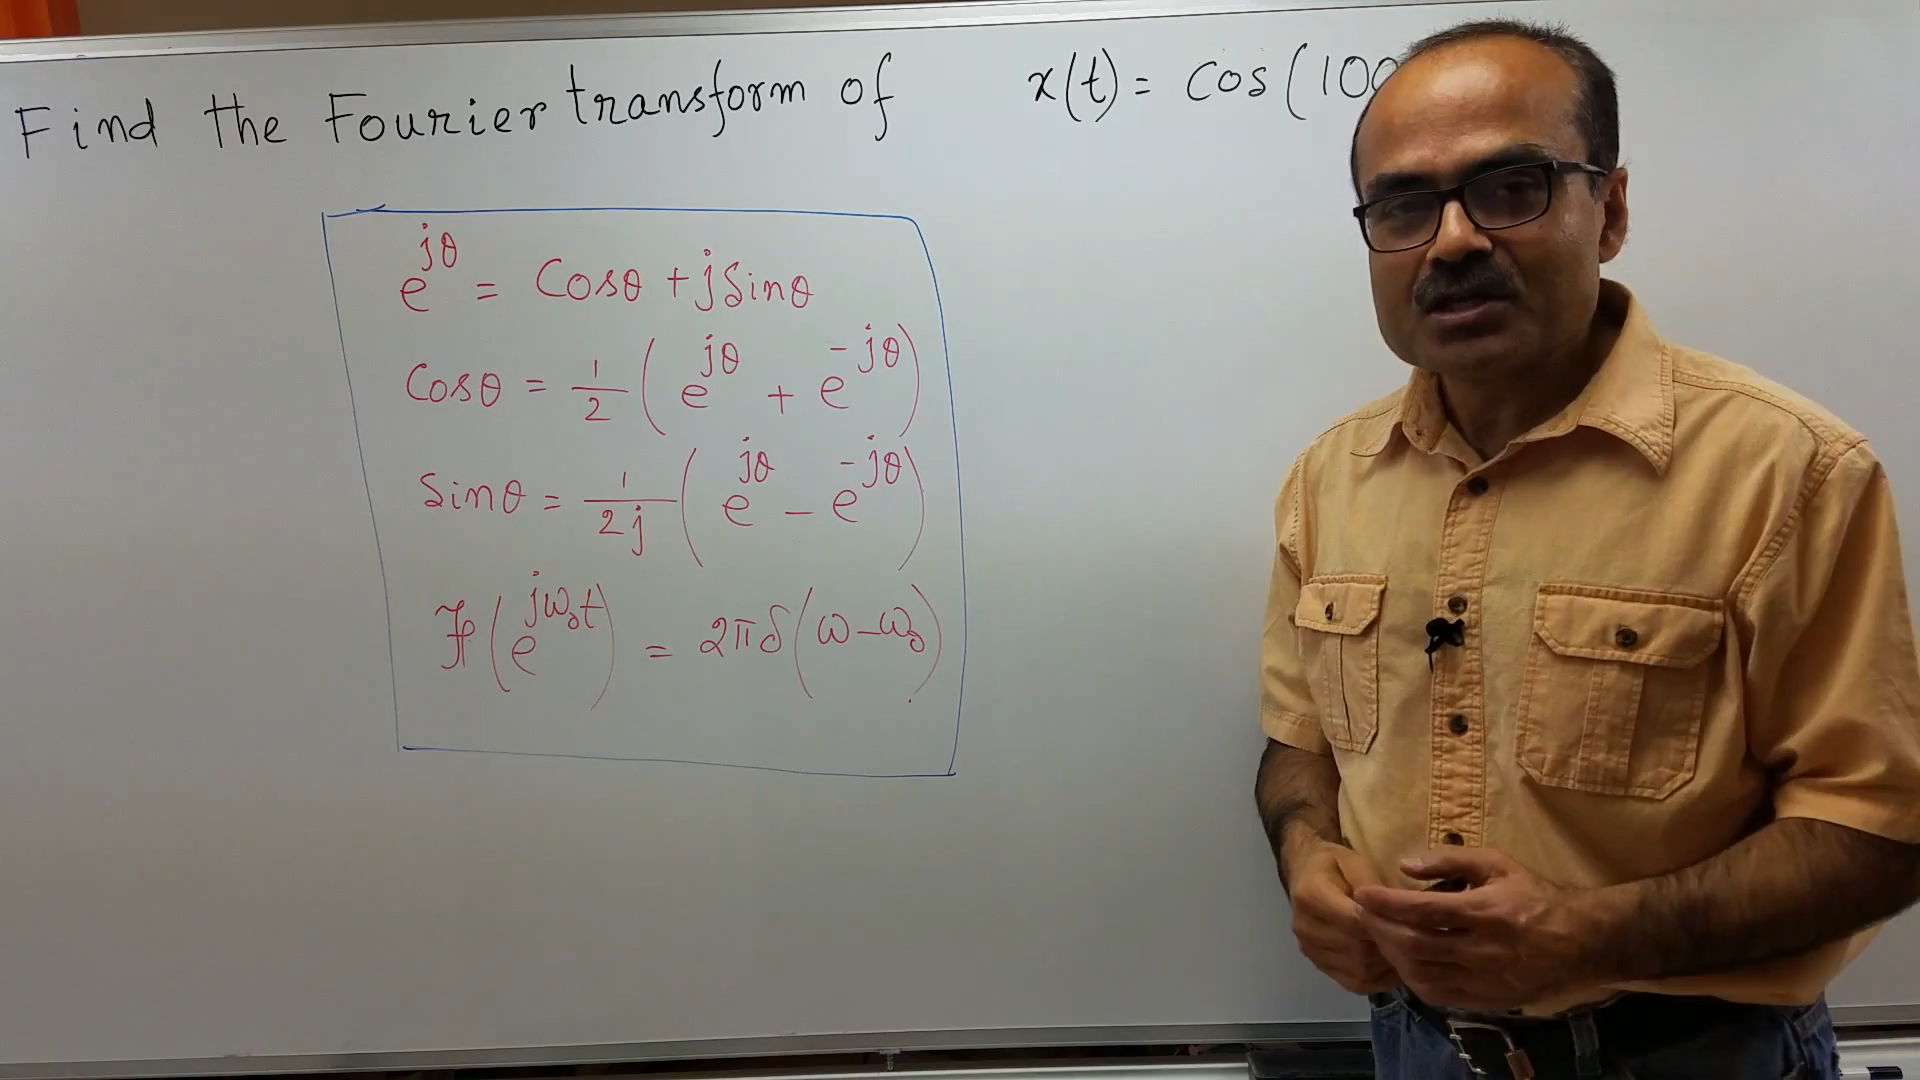 Find the Fourier transform of x(t) = cos(100
e^{jθ} = Cosθ + jSinθ
Cosθ = 1/2 (e^{jθ} + e^{-jθ})
Sinθ = 1/2j (e^{jθ} - e^{-jθ})
ℱ(e^{jω₀t}) = 2πδ(ω-ω₀)